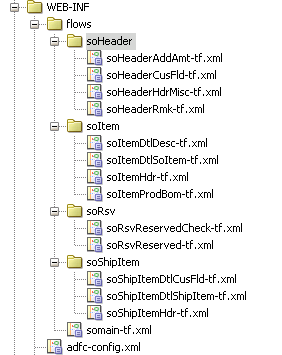 WEB-INF
flows
soHeader
soHeaderAddAmt-tf.xml
soHeaderCusFld-tf.xml
soHeaderHdrMisc-tf.xml
soHeaderRmk-tf.xml
soItem
soItemDtlDesc-tf.xml
soItemDtlSoItem-tf.xml
soItemHdr-tf.xml
soItemProdBom-tf.xml
soRsv
soRsvReservedCheck-tf.xml
soRsvReserved-tf.xml
soShipItem
soShipItemDtlCusFld-tf.xml
soShipItemDtlShipItem-tf.xml
soShipItemHdr-tf.xml
somain-tf.xml
adfc-config.xml